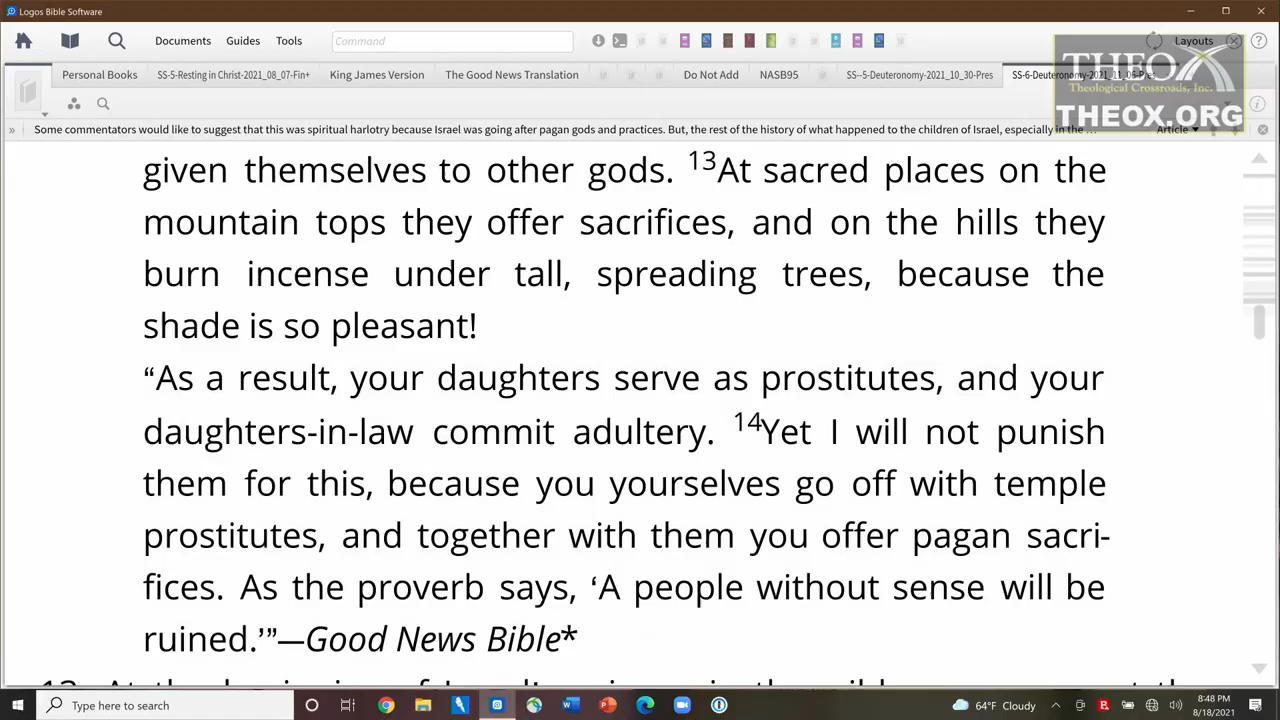 Logos Bible Software
Documents Guides Tools Command Layouts
Personal Books SS-5-Resting in Christ-2021_08_07-Fin+ King James Version The Good News Translation Do Not Add NASB95 SS--5-Deuteronomy-2021_10_30-Pres SS-6-Deuteronomy-2021_11_06-Pres
THEOX
Theological Crossroads, Inc.
THEOX.ORG
» Some commentators would like to suggest that this was spiritual harlotry because Israel was going after pagan gods and practices. But, the rest of the history of what happened to the children of Israel, especially in the ... Article
given themselves to other gods. 13At sacred places on the
mountain tops they offer sacrifices, and on the hills they
burn incense under tall, spreading trees, because the
shade is so pleasant!
“As a result, your daughters serve as prostitutes, and your
daughters-in-law commit adultery. 14Yet I will not punish
them for this, because you yourselves go off with temple
prostitutes, and together with them you offer pagan sacri-
fices. As the proverb says, ‘A people without sense will be
ruined.’”—Good News Bible*
Type here to search
64°F Cloudy
8:48 PM
8/18/2021